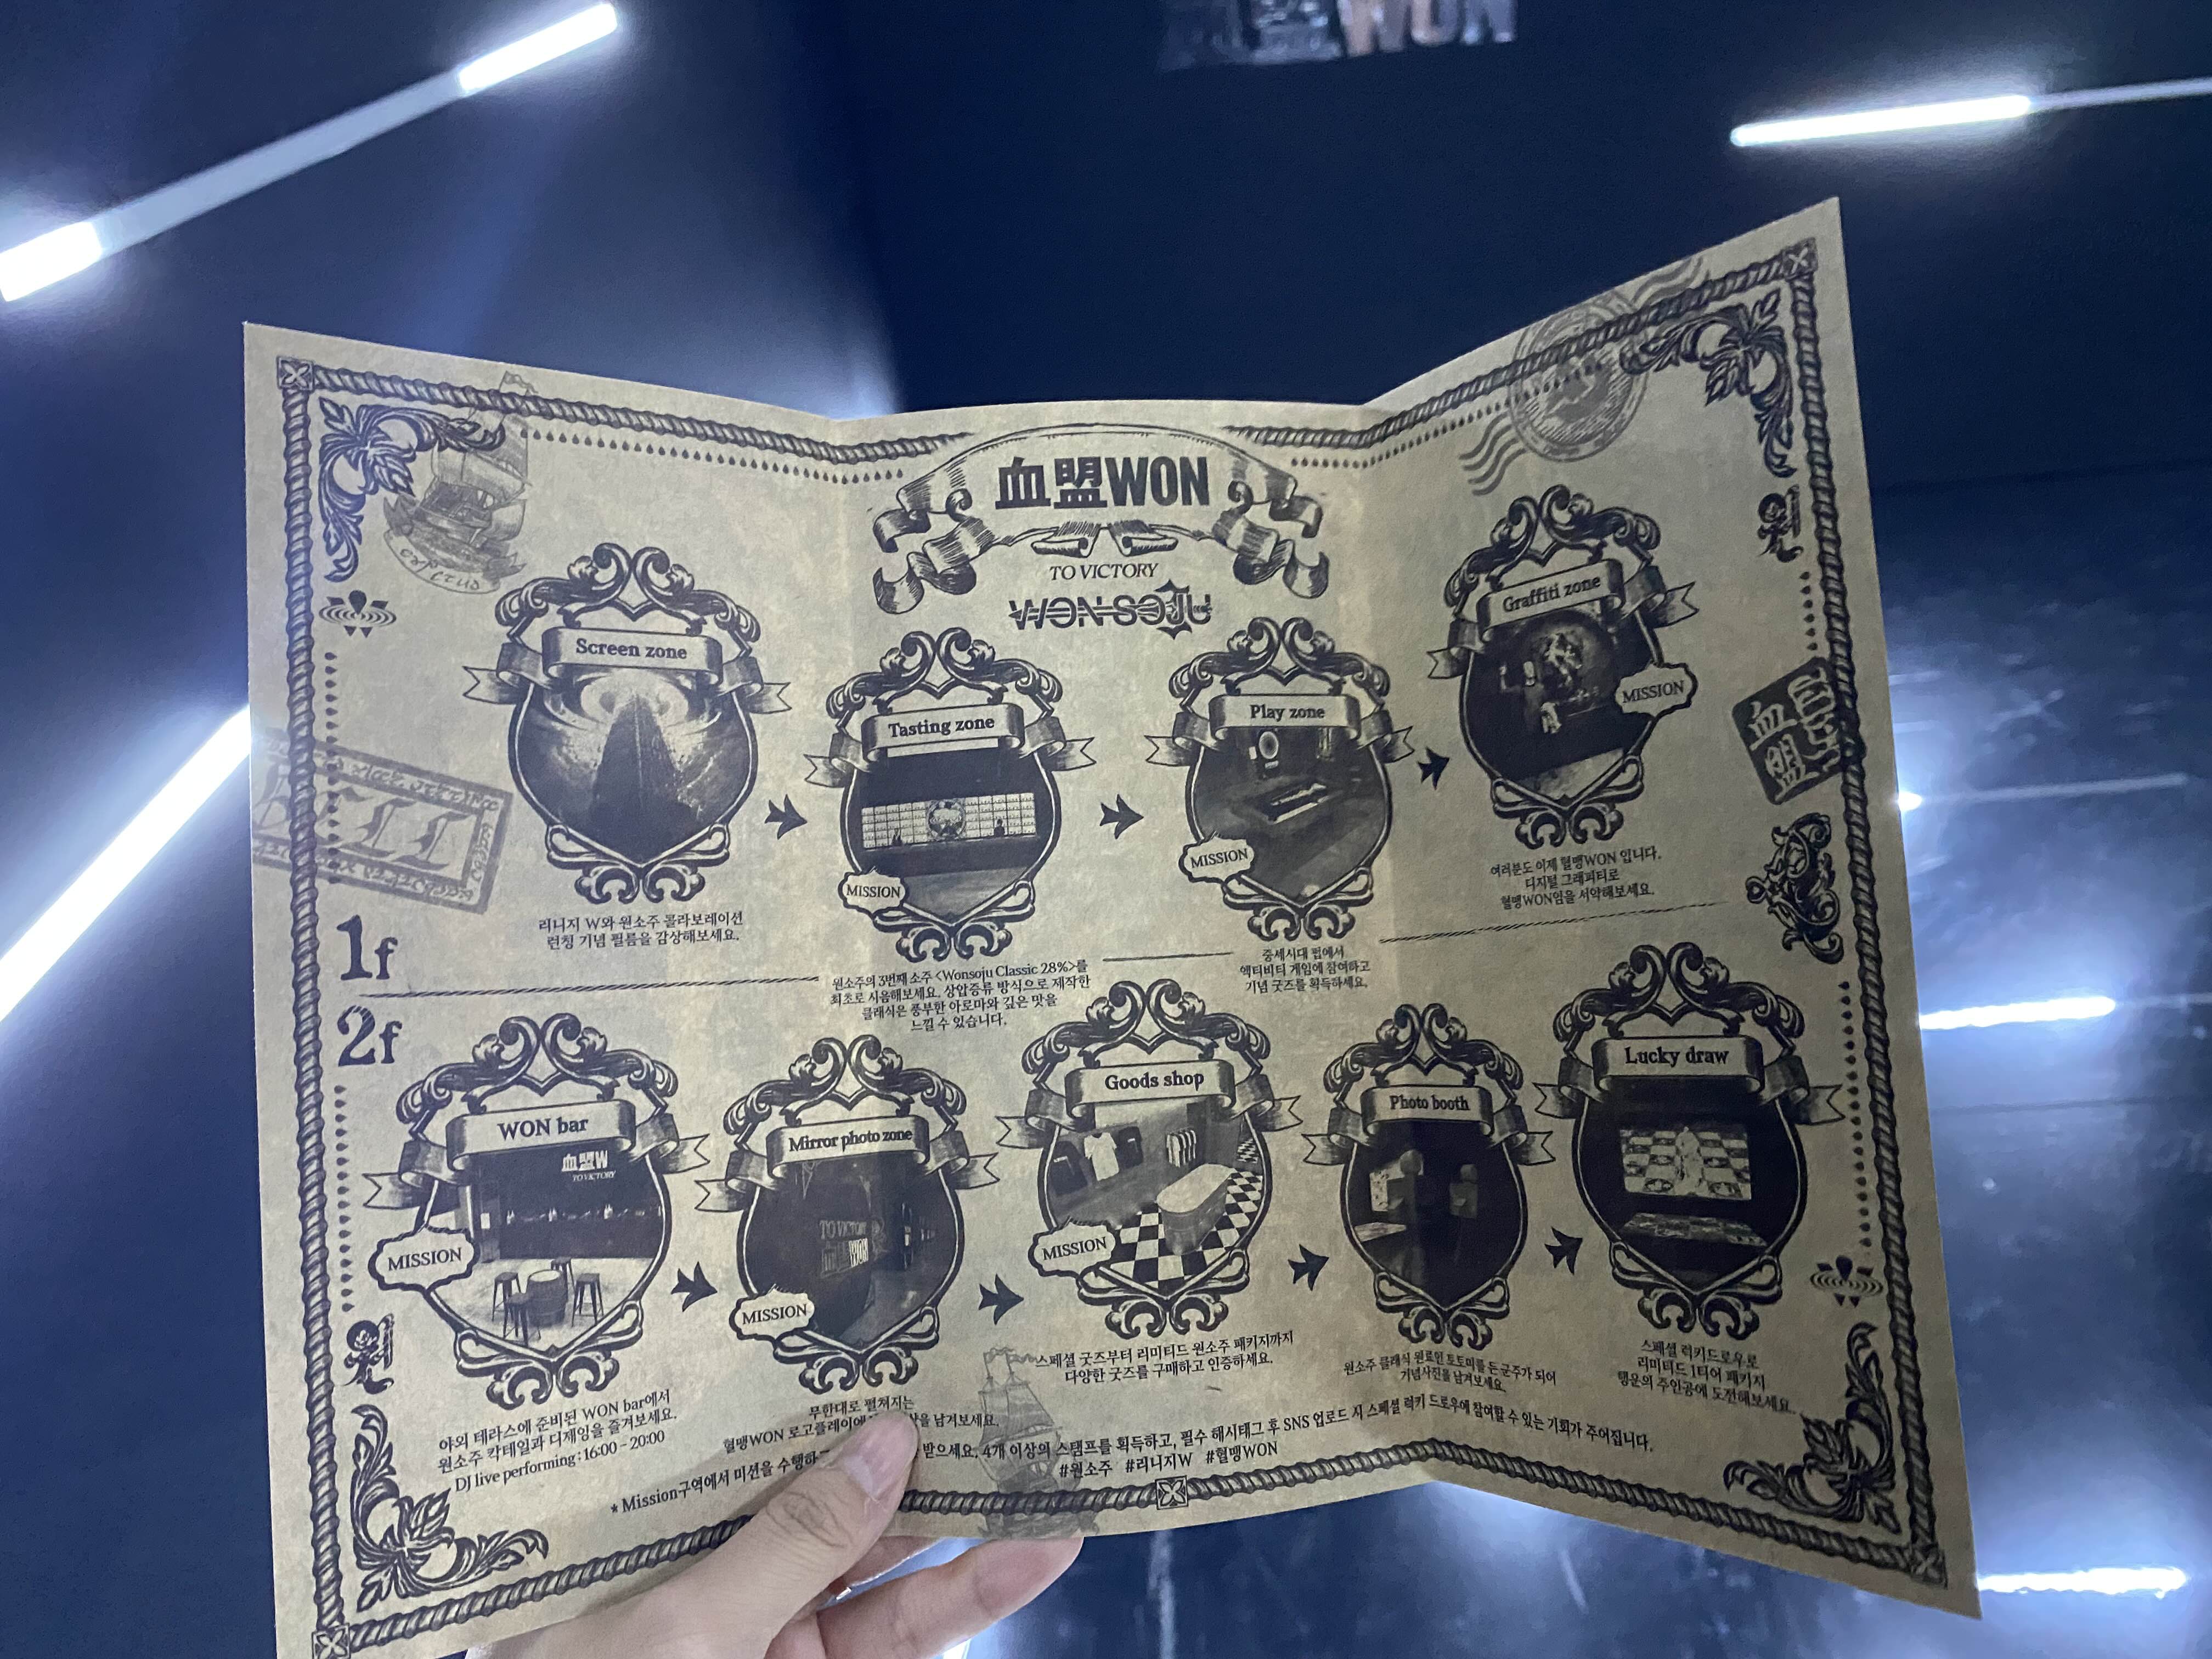 WON
血盟WON
TO VICTORY
WON SOJU
Screen zone
Tasting zone
Play zone
Graffiti zone
MISSION
MISSION
MISSION
血盟
원
리니지 W와 원소주 콜라보레이션
런칭 기념 필름을 감상해보세요.
원소주의 3번째 소주 <Wonsoju Classic 28%>를
최초로 시음해보세요. 상압증류 방식으로 제작한
클래식은 풍부한 아로마와 깊은 맛을
느낄 수 있습니다.
중세시대 펍에서
액티비티 게임에 참여하고
기념 굿즈를 획득하세요.
여러분도 이제 혈맹WON 입니다.
디지털 그래피티로
혈맹WON임을 서약해보세요.
1f
2f
WON bar
血盟W
TO VICTORY
Mirror photo zone
TO VICTORY
血盟WON
Goods shop
Photo booth
Lucky draw
MISSION
MISSION
MISSION
원
야외 테라스에 준비된 WON bar에서
원소주 칵테일과 디제잉을 즐겨보세요.
DJ live performing : 16:00 - 20:00
무한대로 펼쳐지는
혈맹WON 로고플레이에서 남겨보세요.
스페셜 굿즈부터 리미티드 원소주 패키지까지
다양한 굿즈를 구매하고 인증하세요.
원소주 클래식 원료인 토토미를 든 군주가 되어
기념사진을 남겨보세요.
스페셜 럭키드로우로
리미티드 1티어 패키지
행운의 주인공에 도전해보세요.
* Mission구역에서 미션을 수행하 받으세요. 4개 이상의 스탬프를 획득하고, 필수 해시태그 후 SNS 업로드 시 스페셜 럭키 드로우에 참여할 수 있는 기회가 주어집니다.
#원소주 #리니지W #혈맹WON